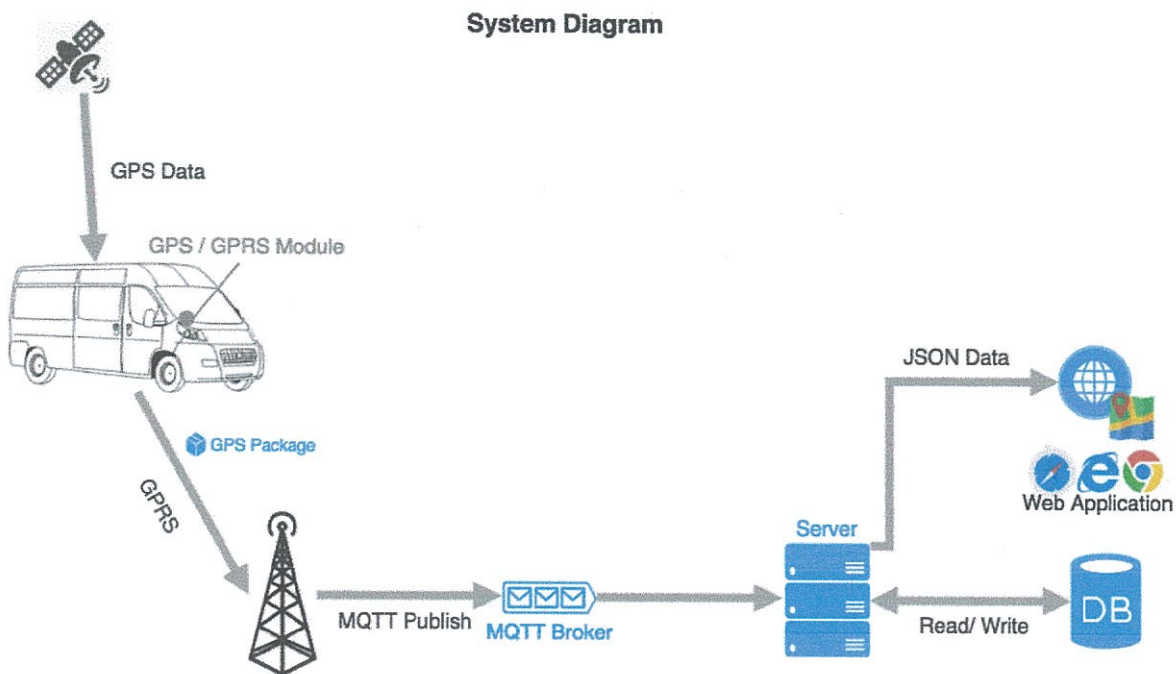 System Diagram
GPS Data
GPS / GPRS Module
GPS Package
GPRS
MQTT Publish
MQTT Broker
Server
JSON Data
Web Application
Read/ Write
DB